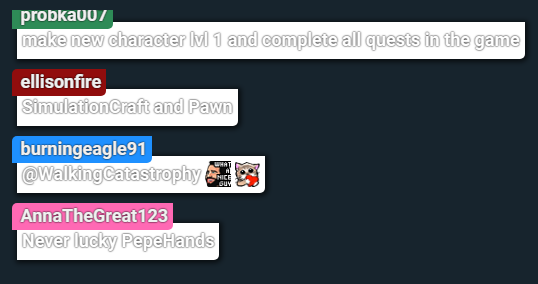 probka007
make new character lvl 1 and complete all quests in the game
ellisonfire
SimulationCraft and Pawn
burningeagle91
@WalkingCatastrophy WHAT A NICE GUY
AnnaTheGreat123
Never lucky PepeHands